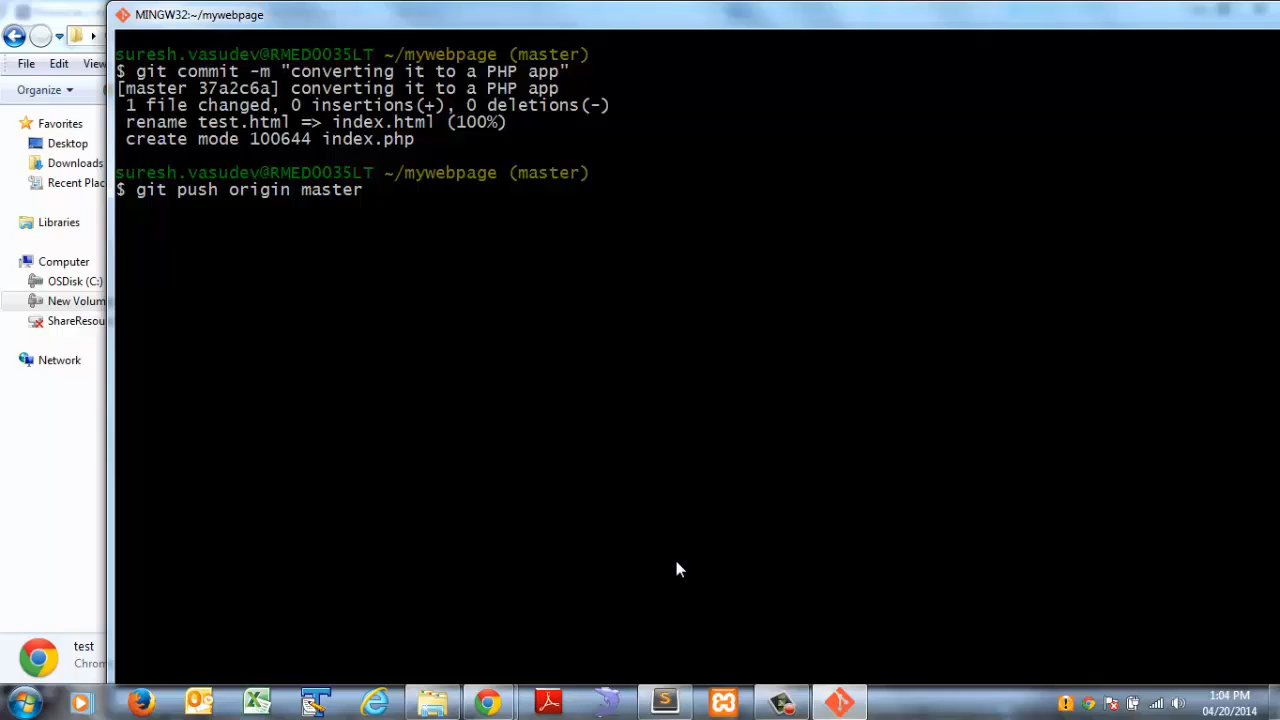 MINGW32:~/mywebpage
suresh.vasudev@RMED0035LT ~/mywebpage (master)
$ git commit -m "converting it to a PHP app"
[master 37a2c6a] converting it to a PHP app
1 file changed, 0 insertions(+), 0 deletions(-)
rename test.html => index.html (100%)
create mode 100644 index.php
suresh.vasudev@RMED0035LT ~/mywebpage (master)
$ git push origin master
File Edit View
Organize
Favorites
Desktop
Downloads
Recent Plac
Libraries
Computer
OSDisk (C:)
New Volum
ShareResou
Network
test
Chrom
1:04 PM
04/20/2014